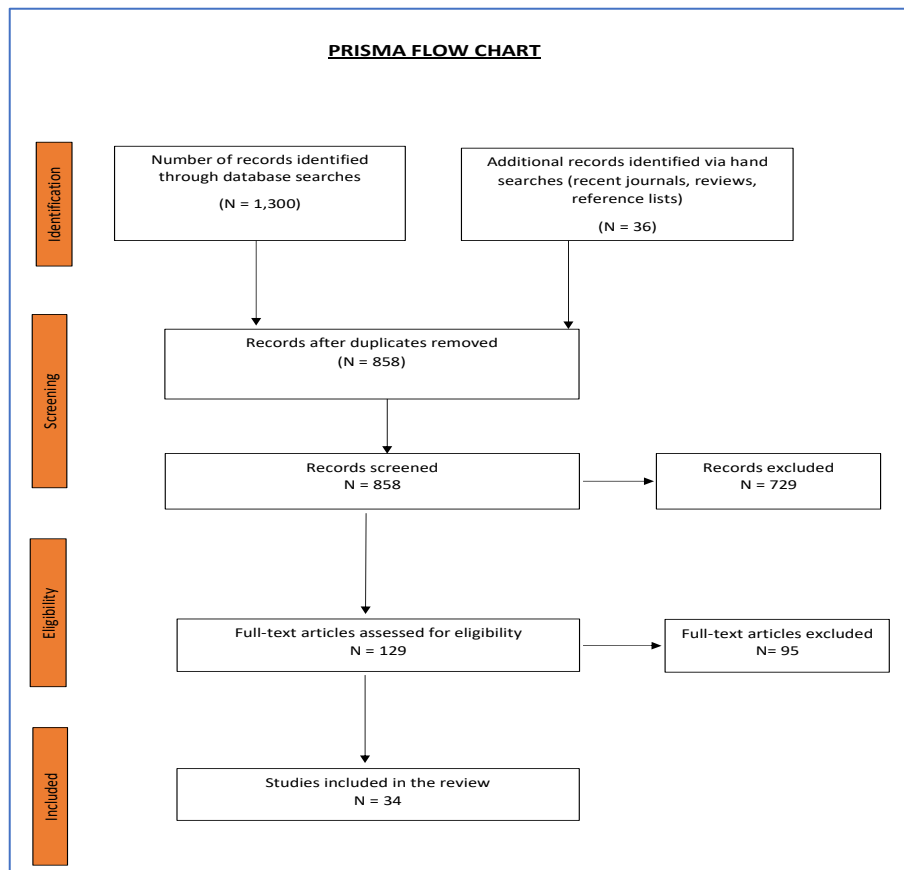 PRISMA FLOW CHART
Identification
Number of records identified
through database searches
(N = 1,300)
Additional records identified via hand
searches (recent journals, reviews,
reference lists)
(N = 36)
Screening
Records after duplicates removed
(N = 858)
Records screened
N = 858
Records excluded
N = 729
Eligibility
Full-text articles assessed for eligibility
N = 129
Full-text articles excluded
N= 95
Included
Studies included in the review
N = 34